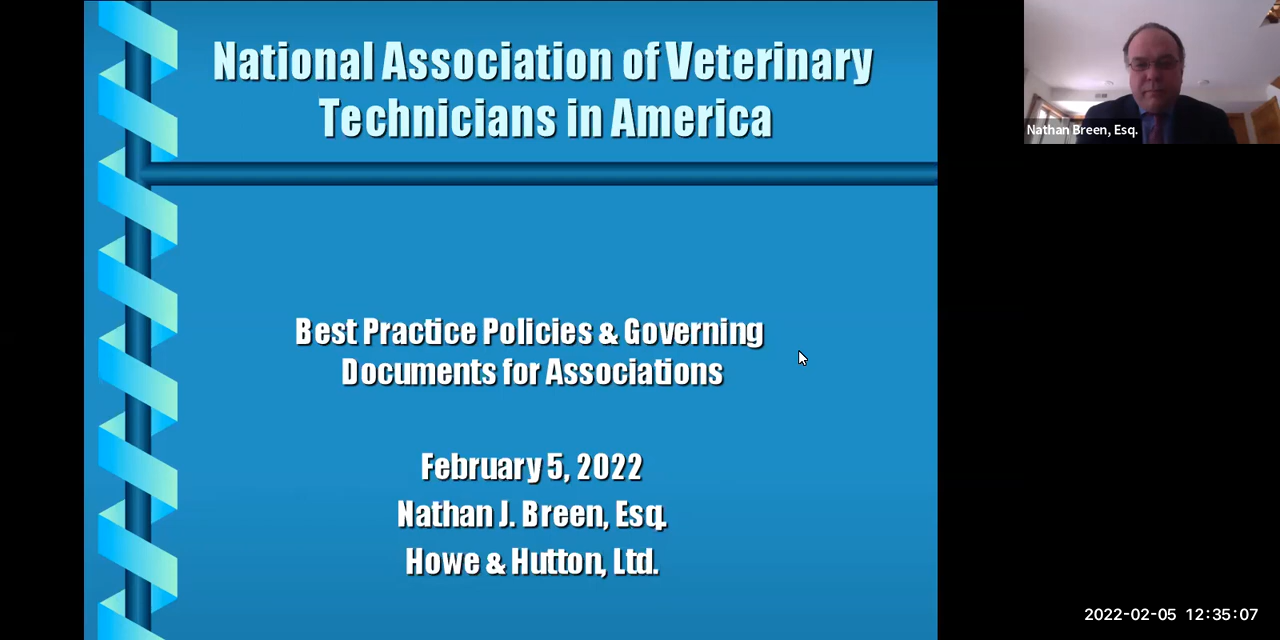 National Association of Veterinary
Technicians in America
Nathan Breen, Esq.
Best Practice Policies & Governing
Documents for Associations
February 5, 2022
Nathan J. Breen, Esq.
Howe & Hutton, Ltd.
2022-02-05 12:35:07